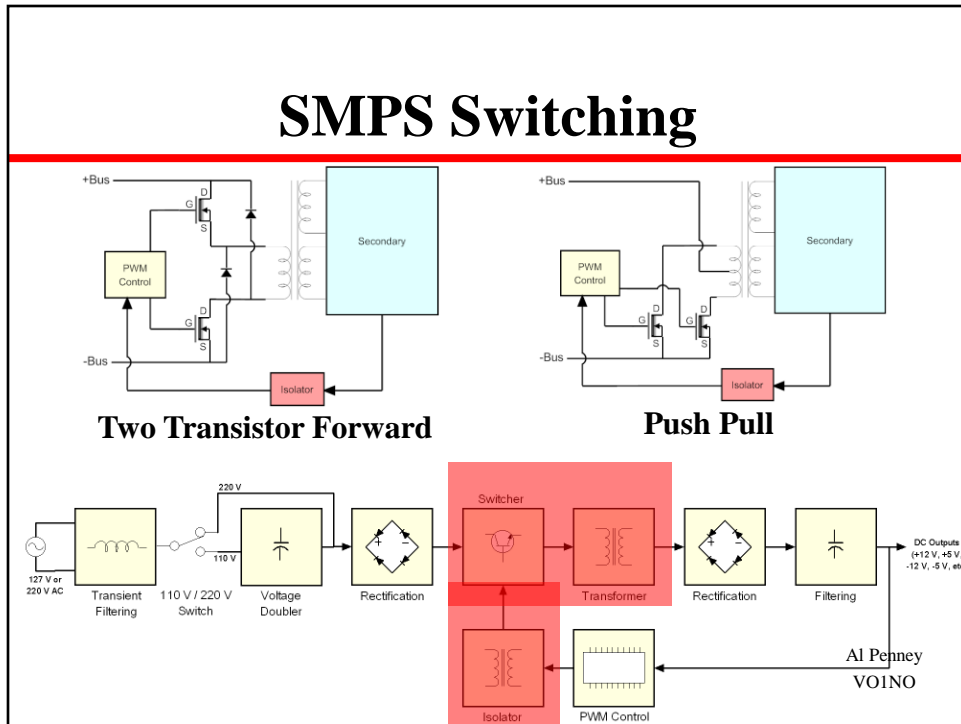 SMPS Switching
+Bus
D
G
S
PWM
Control
Secondary
D
G
S
-Bus
Isolator
Two Transistor Forward
+Bus
PWM
Control
Secondary
D
G
S
D
G
S
-Bus
Isolator
Push Pull
127 V or
220 V AC
Transient
Filtering
110 V / 220 V
Switch
220 V
110 V
Voltage
Doubler
+
−
Rectification
Switcher
Transformer
+
−
Rectification
Filtering
DC Outputs
(+12 V, +5 V,
-12 V, -5 V, etc
Isolator
PWM Control
Al Penney
VO1NO